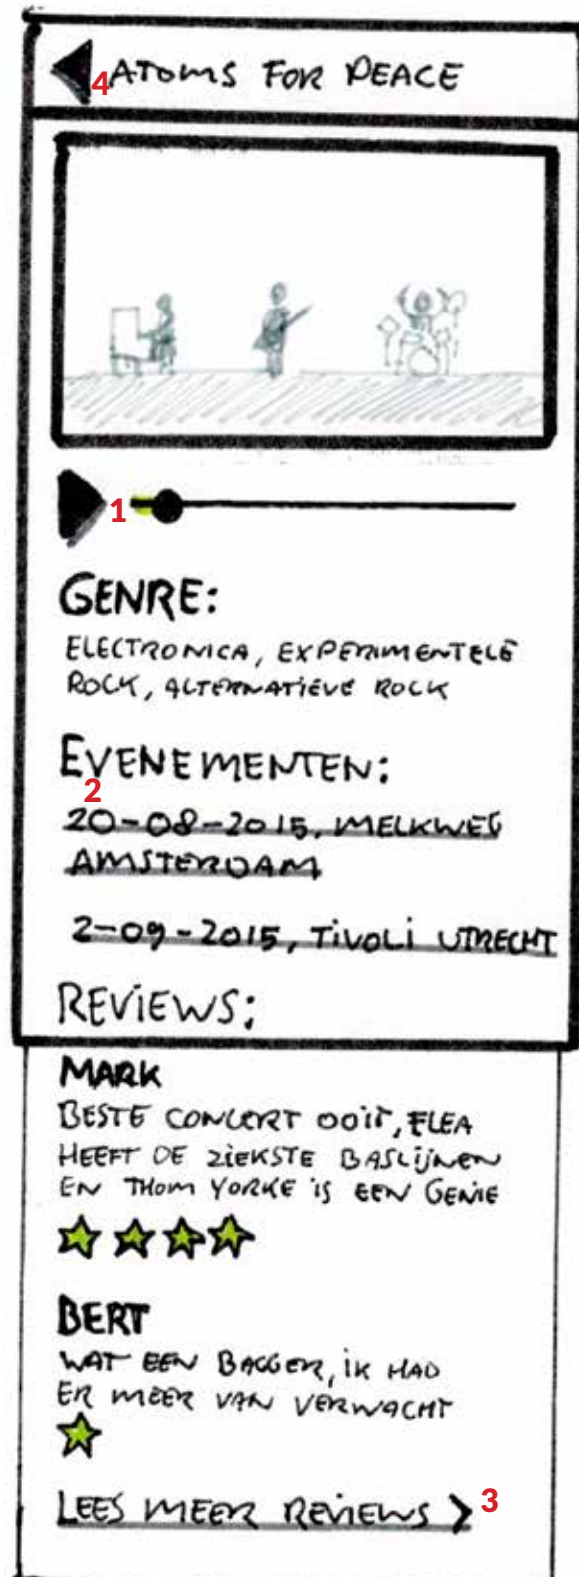 4 ATOMS FOR PEACE
1
GENRE:
ELECTRONICA, EXPERIMENTELE
ROCK, ALTERNATIEVE ROCK
EVENEMENTEN:
2
20-08-2015, MELKWEG
AMSTERDAM
2-09-2015, TIVOLI UTRECHT
REVIEWS:
MARK
BESTE CONCERT OOIT, FLEA
HEEFT DE ZIEKSTE BASLIJNEN
EN THOM YORKE IS EEN GENIE
BERT
WAT EEN BAGGER, IK HAD
ER MEER VAN VERWACHT
LEES MEER REVIEWS > 3